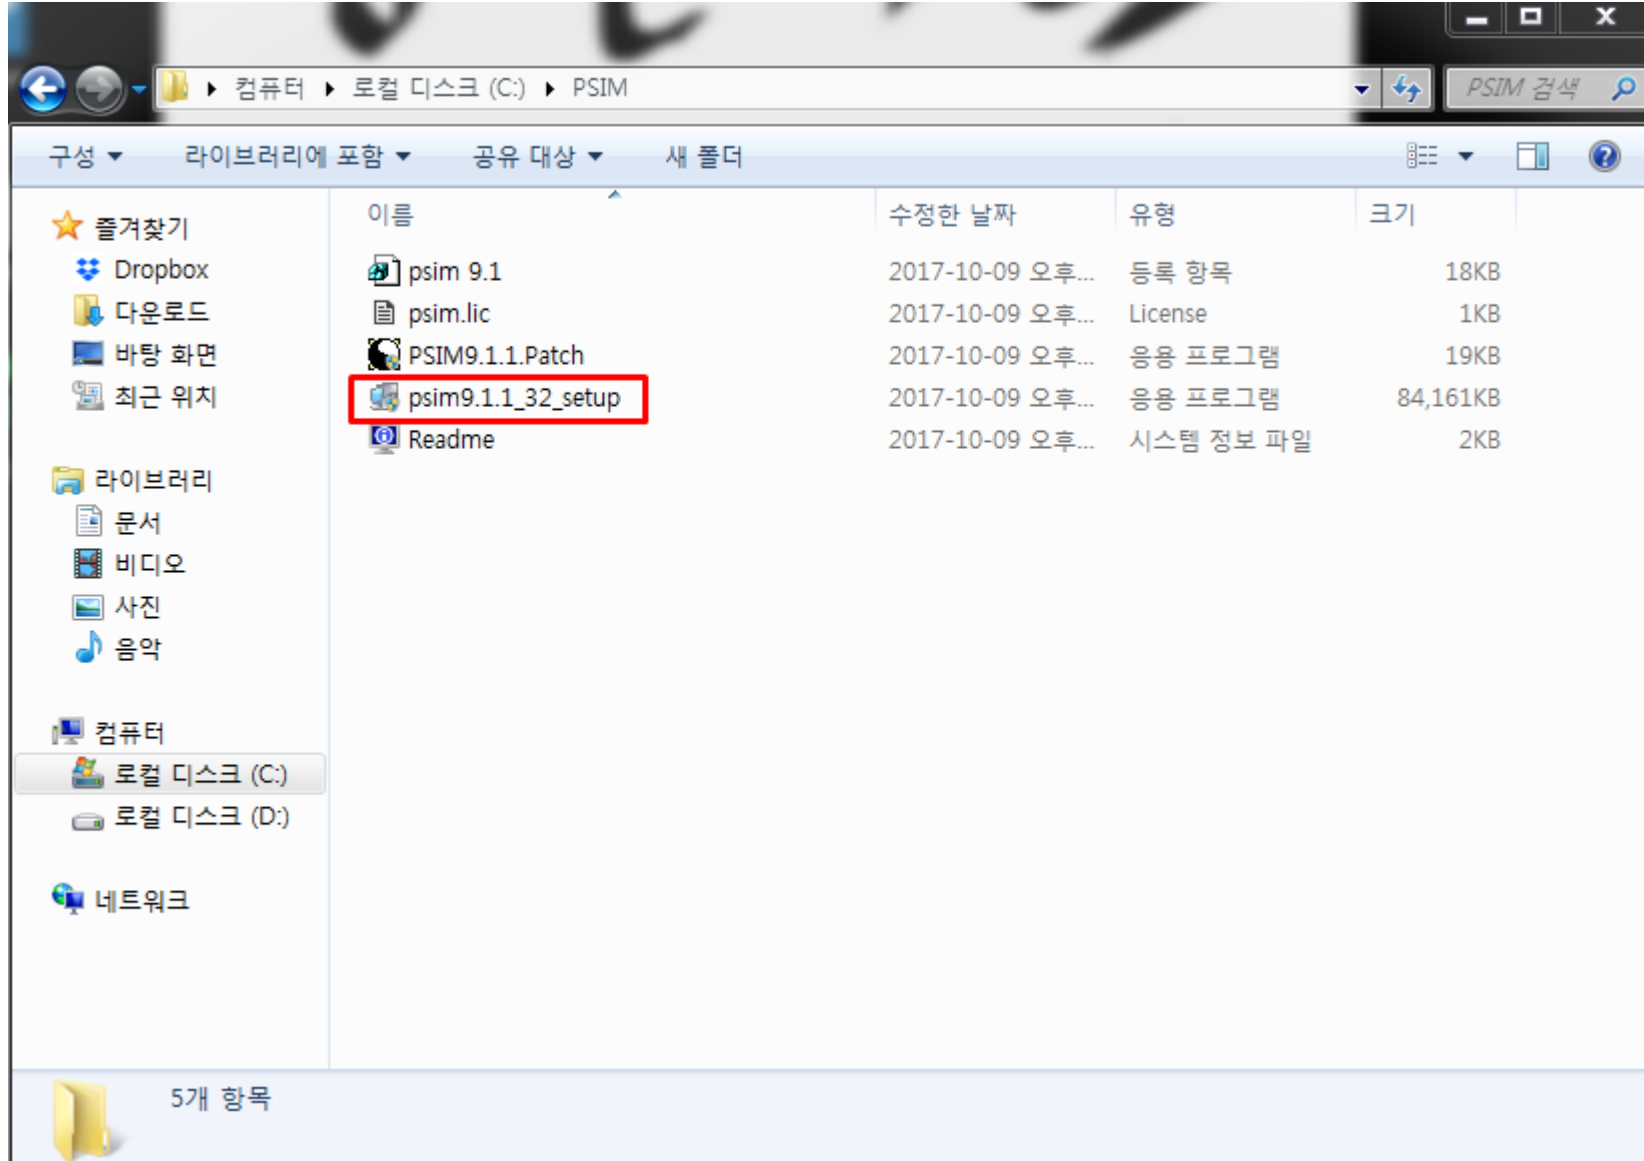 컴퓨터 로컬 디스크 (C:) PSIM PSIM 검색
구성 라이브러리에 포함 공유 대상 새 폴더
즐겨찾기
Dropbox
다운로드
바탕 화면
최근 위치
라이브러리
문서
비디오
사진
음악
컴퓨터
로컬 디스크 (C:)
로컬 디스크 (D:)
네트워크
이름 수정한 날짜 유형 크기
psim 9.1 2017-10-09 오후... 등록 항목 18KB
psim.lic 2017-10-09 오후... License 1KB
PSIM9.1.1.Patch 2017-10-09 오후... 응용 프로그램 19KB
psim9.1.1_32_setup 2017-10-09 오후... 응용 프로그램 84,161KB
Readme 2017-10-09 오후... 시스템 정보 파일 2KB
5개 항목